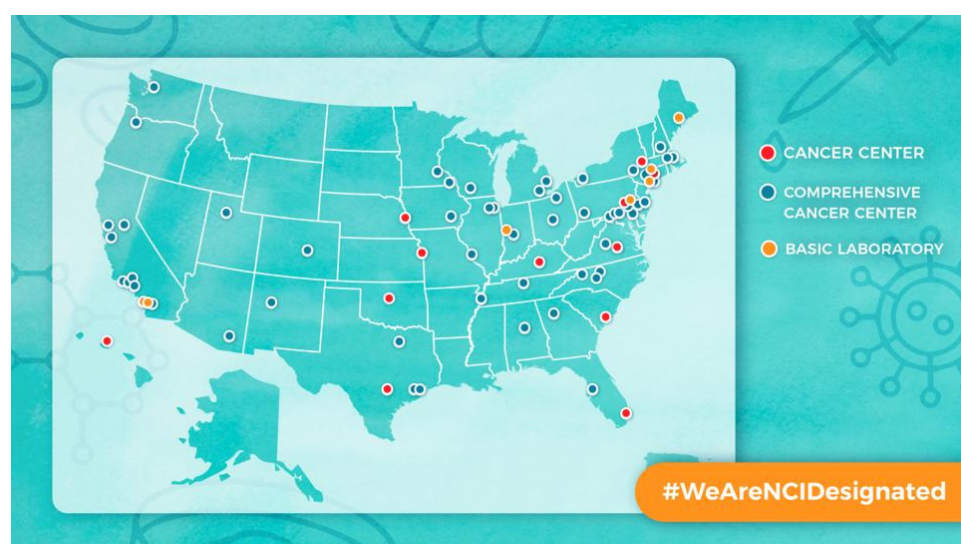 CANCER CENTER
COMPREHENSIVE
CANCER CENTER
BASIC LABORATORY
#WeAreNCIDesignated